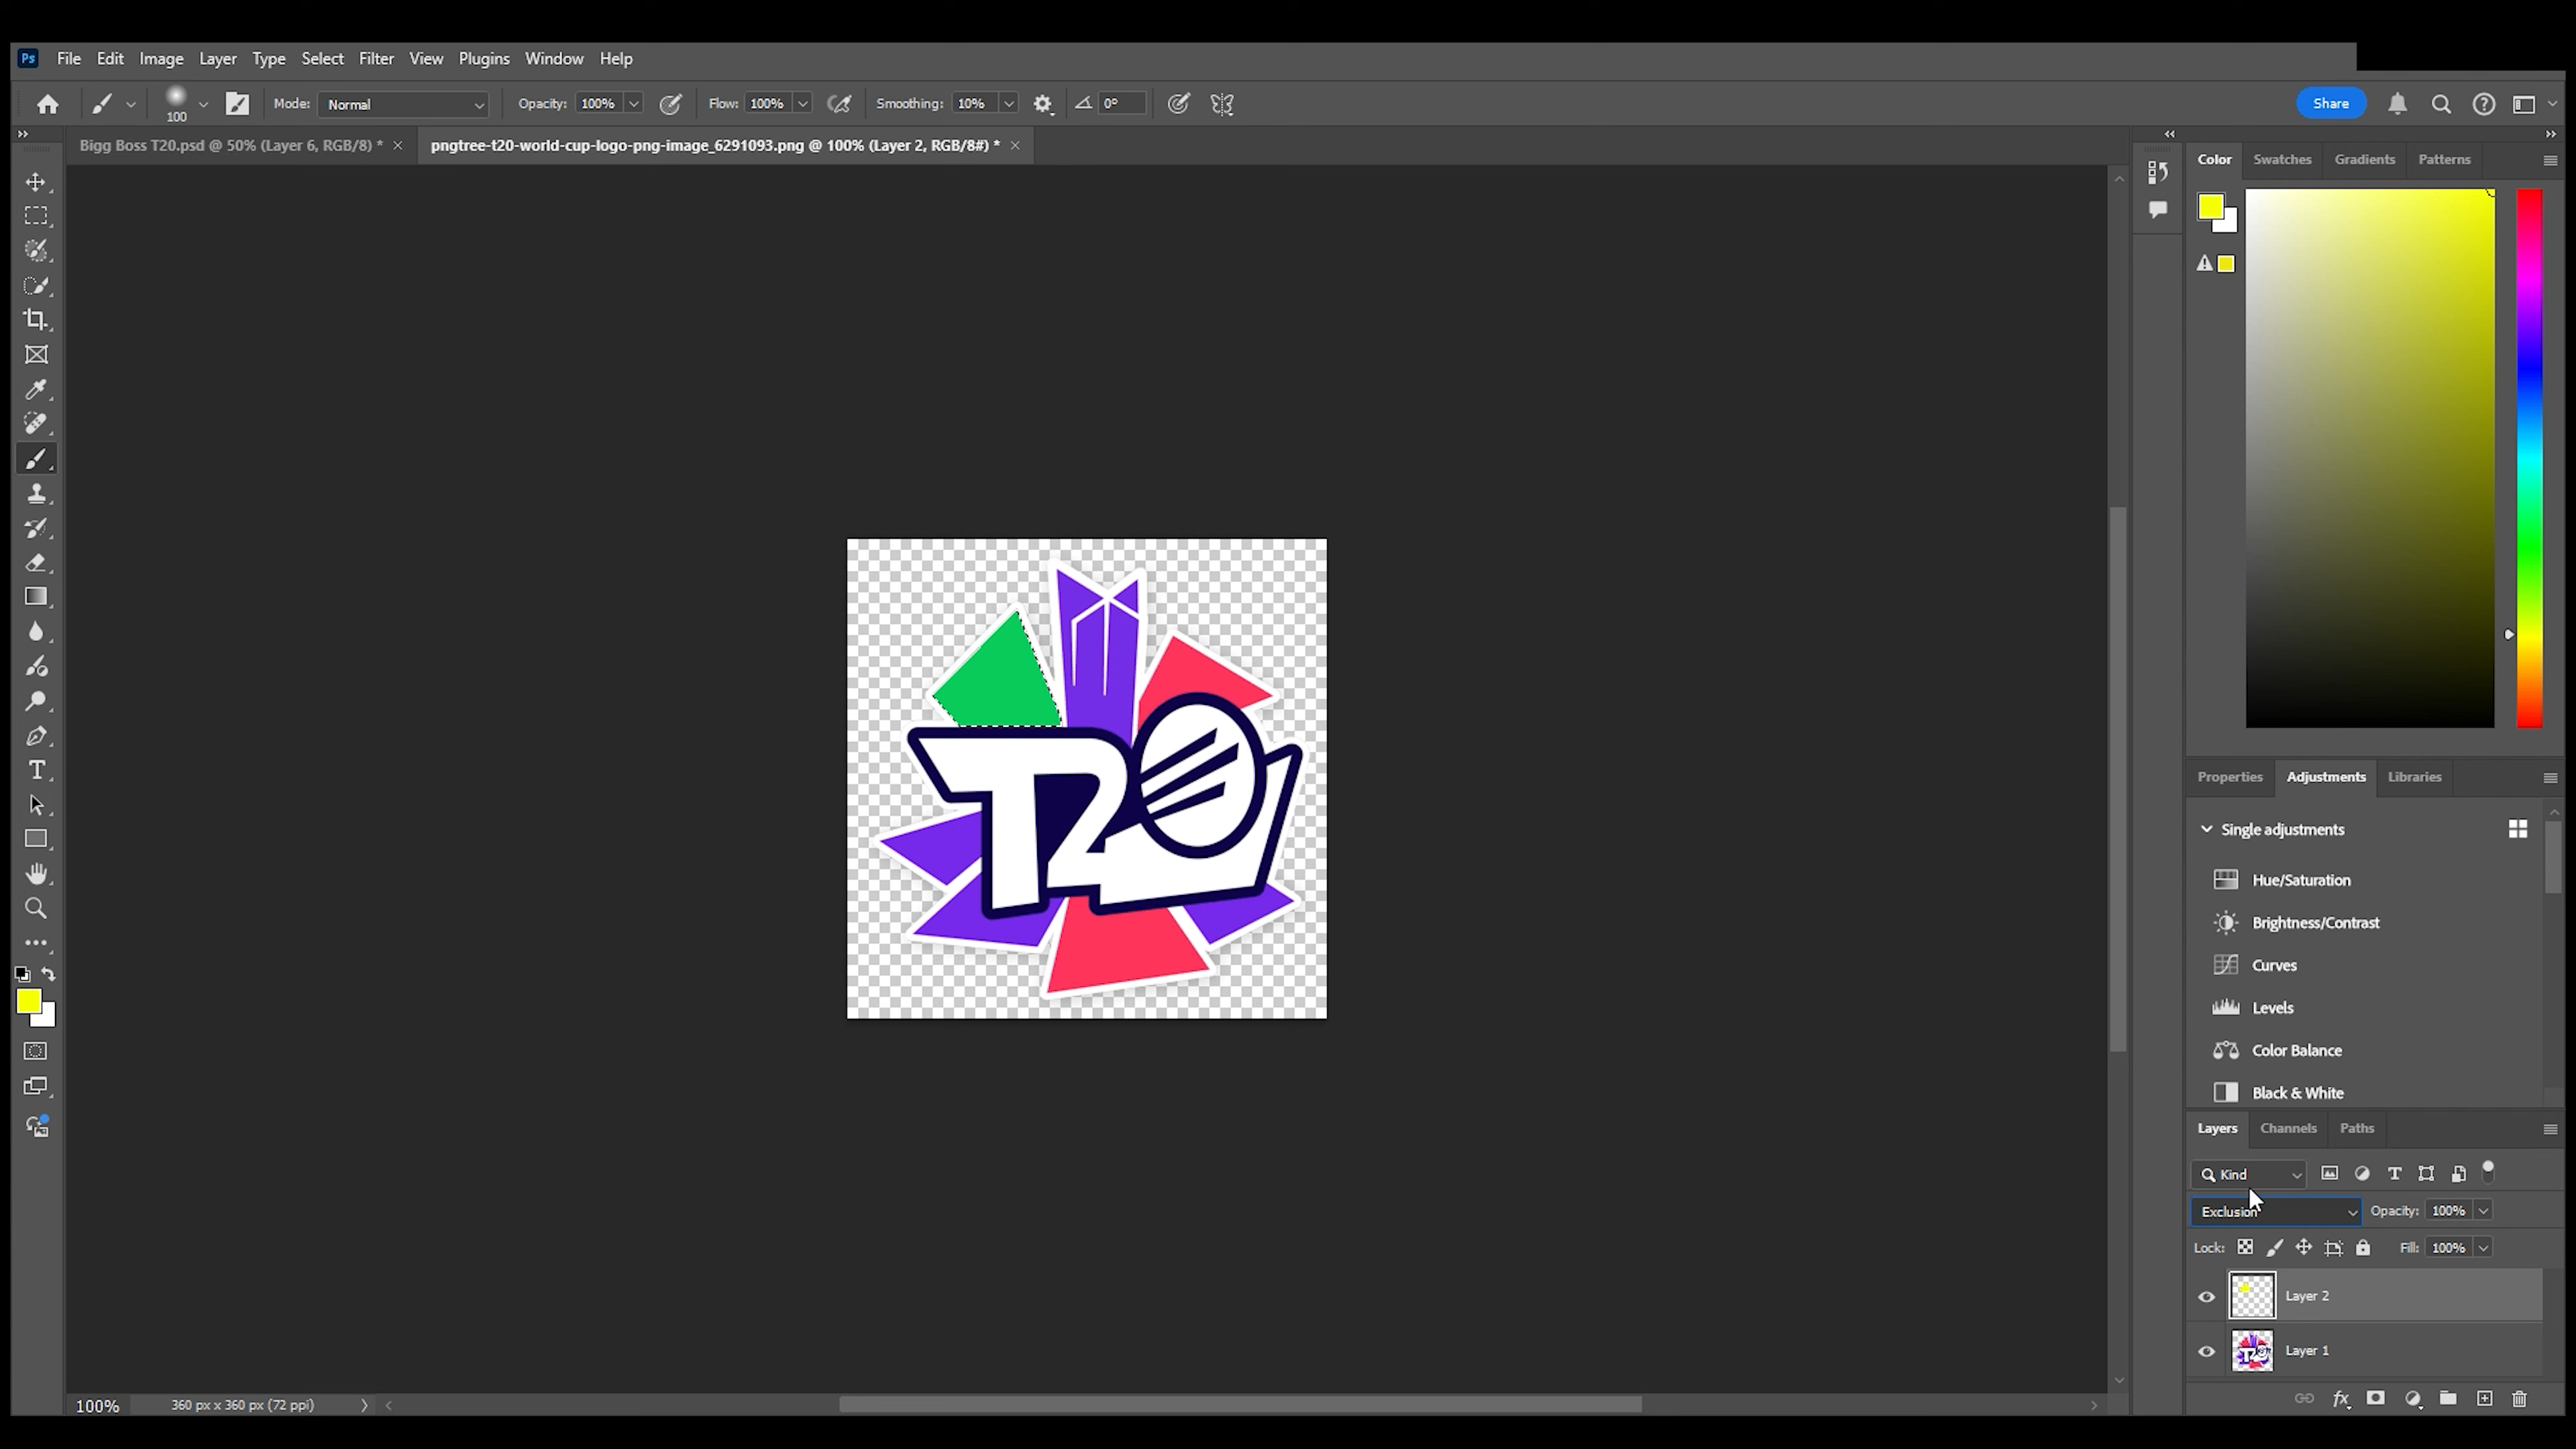 Ps File Edit Image Layer Type Select Filter View Plugins Window Help
100 Mode: Normal Opacity: 100% Flow: 100% Smoothing: 10% 0° Share
Bigg Boss T20.psd @ 50% (Layer 6, RGB/8) * pngtree-t20-world-cup-logo-png-image_6291093.png @ 100% (Layer 2, RGB/8#) *
Color Swatches Gradients Patterns
T20
Properties Adjustments Libraries
Single adjustments
Hue/Saturation
Brightness/Contrast
Curves
Levels
Color Balance
Black & White
Layers Channels Paths
Kind
Exclusion Opacity: 100%
Lock: Fill: 100%
Layer 2
Layer 1
fx
100% 360 px x 360 px (72 ppi)